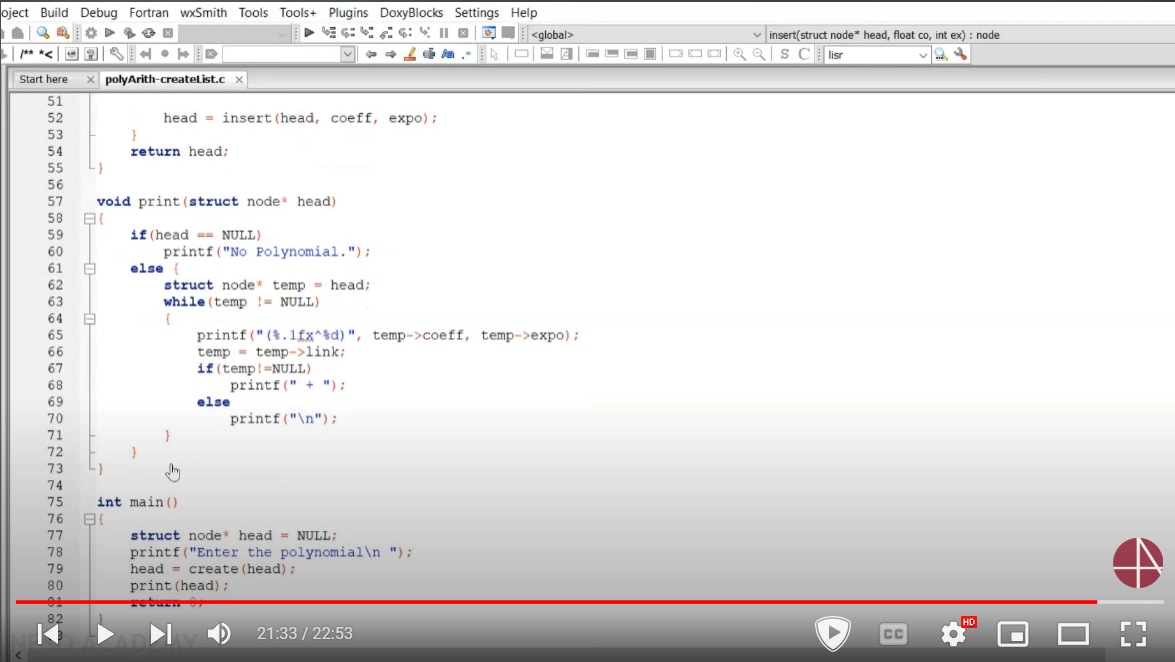 oject Build Debug Fortran wxSmith Tools Tools+ Plugins DoxyBlocks Settings Help
<global> insert(struct node* head, float co, int ex) : node
/** *< Aa .* S C lisr
Start here × polyArith-createList.c ×
51
52 head = insert(head, coeff, expo);
53 }
54 return head;
55 }
56
57 void print(struct node* head)
58 {
59 if(head == NULL)
60 printf("No Polynomial.");
61 else {
62 struct node* temp = head;
63 while(temp != NULL)
64 {
65 printf("(%.1fx^%d)", temp->coeff, temp->expo);
66 temp = temp->link;
67 if(temp!=NULL)
68 printf(" + ");
69 else
70 printf("\n");
71 }
72 }
73 }
74
75 int main()
76 {
77 struct node* head = NULL;
78 printf("Enter the polynomial\n ");
79 head = create(head);
80 print(head);
81 return 0;
82 }
NESO ACADEMY
21:33 / 22:53 CC HD